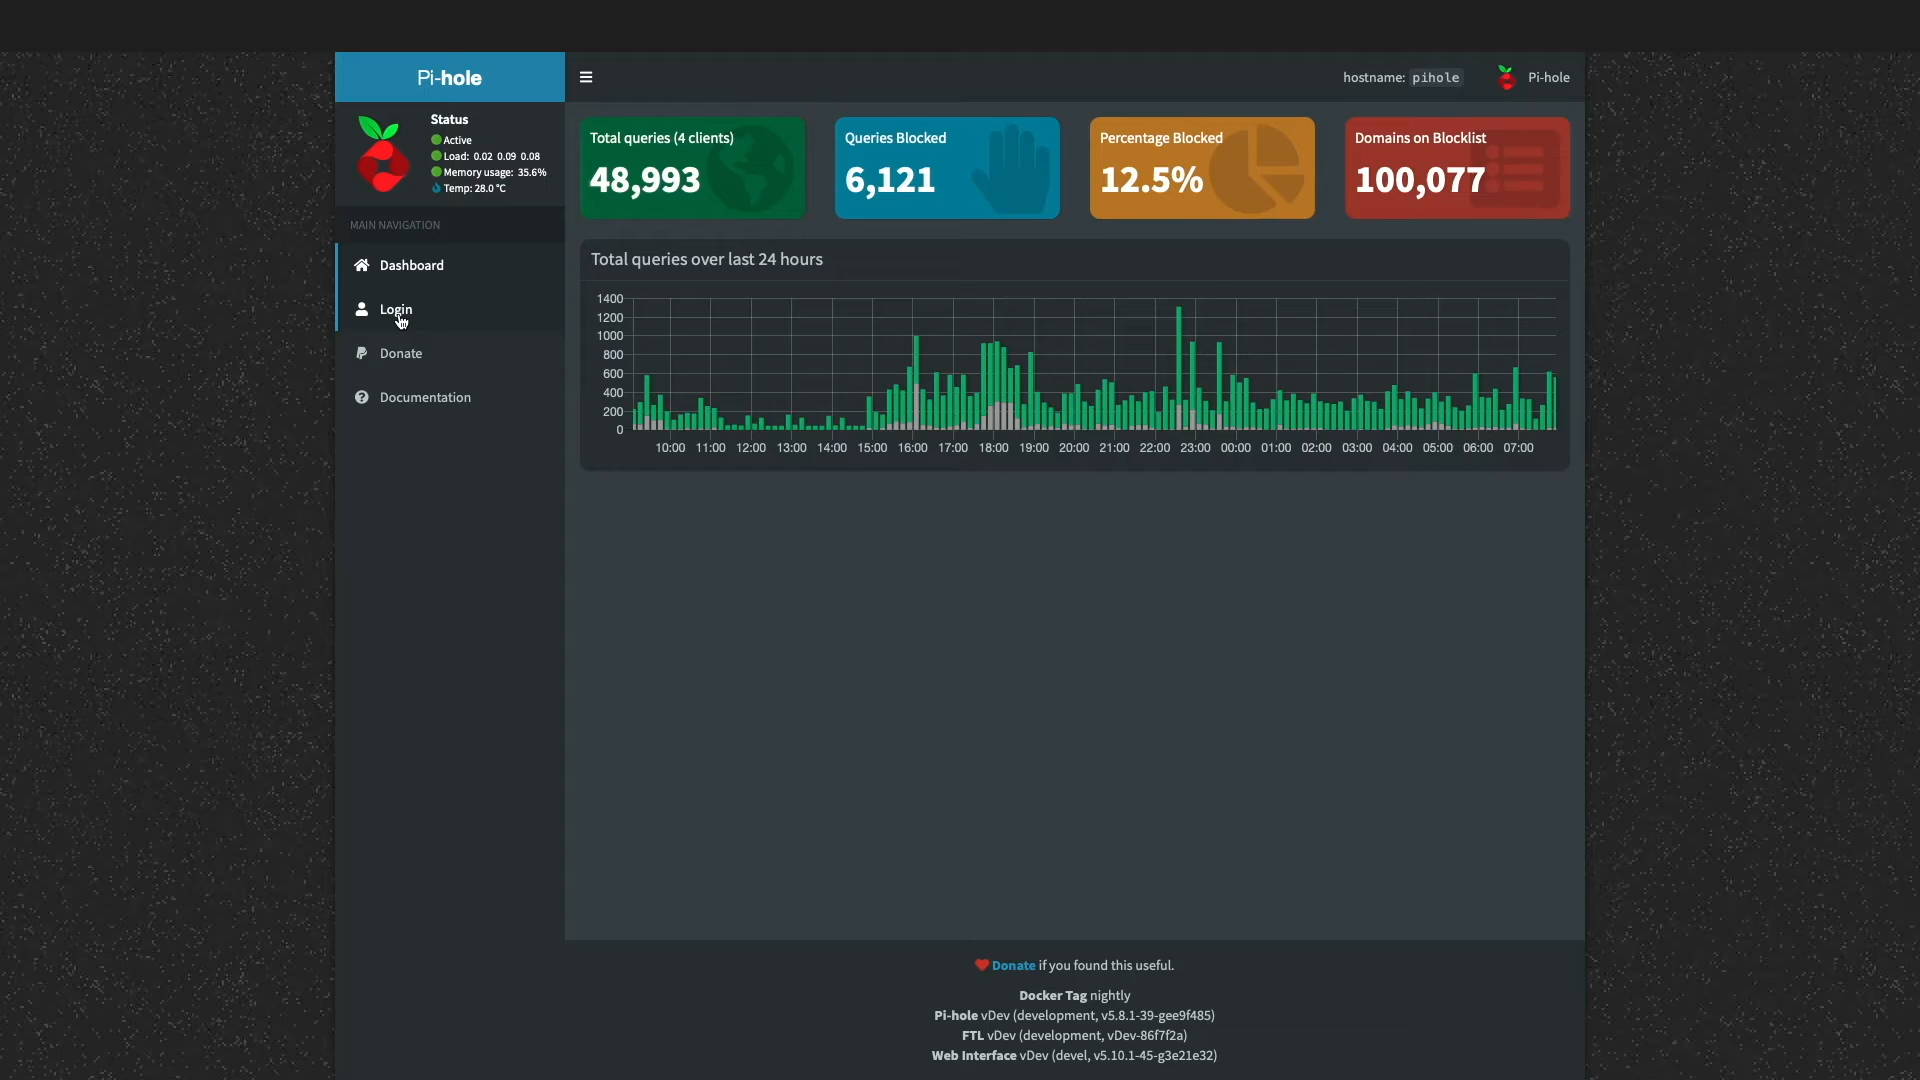 Pi-hole
hostname: pihole
Pi-hole
Status
Active
Load: 0.02 0.09 0.08
Memory usage: 35.6%
Temp: 28.0 °C
MAIN NAVIGATION
Dashboard
Login
Donate
Documentation
Total queries (4 clients)
48,993
Queries Blocked
6,121
Percentage Blocked
12.5%
Domains on Blocklist
100,077
Total queries over last 24 hours
1400
1200
1000
800
600
400
200
0
10:00 11:00 12:00 13:00 14:00 15:00 16:00 17:00 18:00 19:00 20:00 21:00 22:00 23:00 00:00 01:00 02:00 03:00 04:00 05:00 06:00 07:00
Donate if you found this useful.
Docker Tag nightly
Pi-hole vDev (development, v5.8.1-39-gee9f485)
FTL vDev (development, vDev-86f7f2a)
Web Interface vDev (devel, v5.10.1-45-g3e21e32)